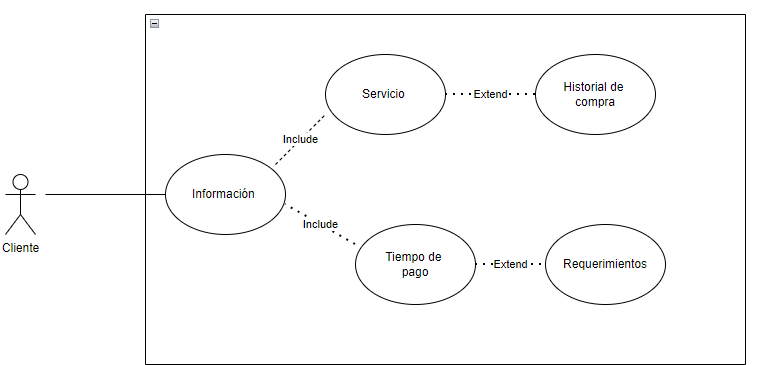 Servicio
Extend
Historial de
compra
Include
Información
Include
Cliente
Tiempo de
pago
Extend
Requerimientos